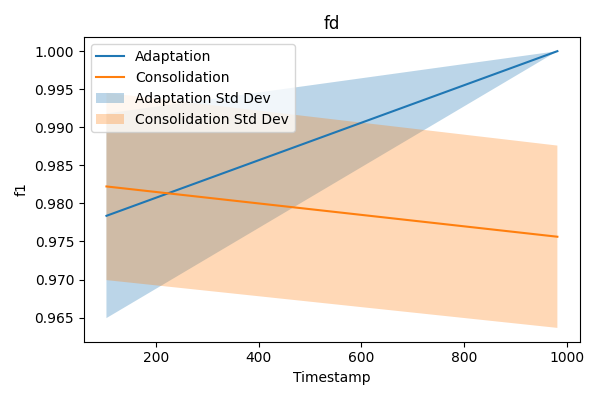 fd
1.000
0.995
0.990
0.985
0.980
0.975
0.970
0.965
f1
Adaptation
Consolidation
Adaptation Std Dev
Consolidation Std Dev
200
400
600
800
1000
Timestamp